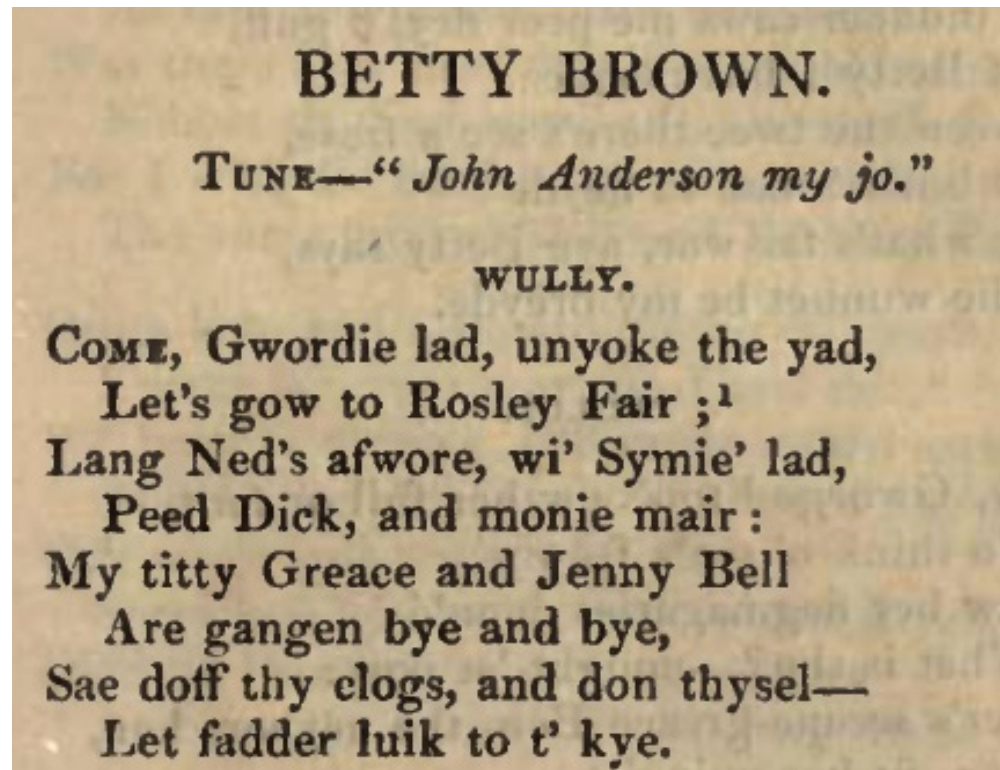 BETTY BROWN.
TUNE—“ John Anderson my jo.”
WULLY.
COME, Gwordie lad, unyoke the yad,
Let's gow to Rosley Fair ;¹
Lang Ned's afwore, wi' Symie' lad,
Peed Dick, and monie mair :
My titty Greace and Jenny Bell
Are gangen bye and bye,
Sae doff thy clogs, and don thysel—
Let fadder luik to t' kye.